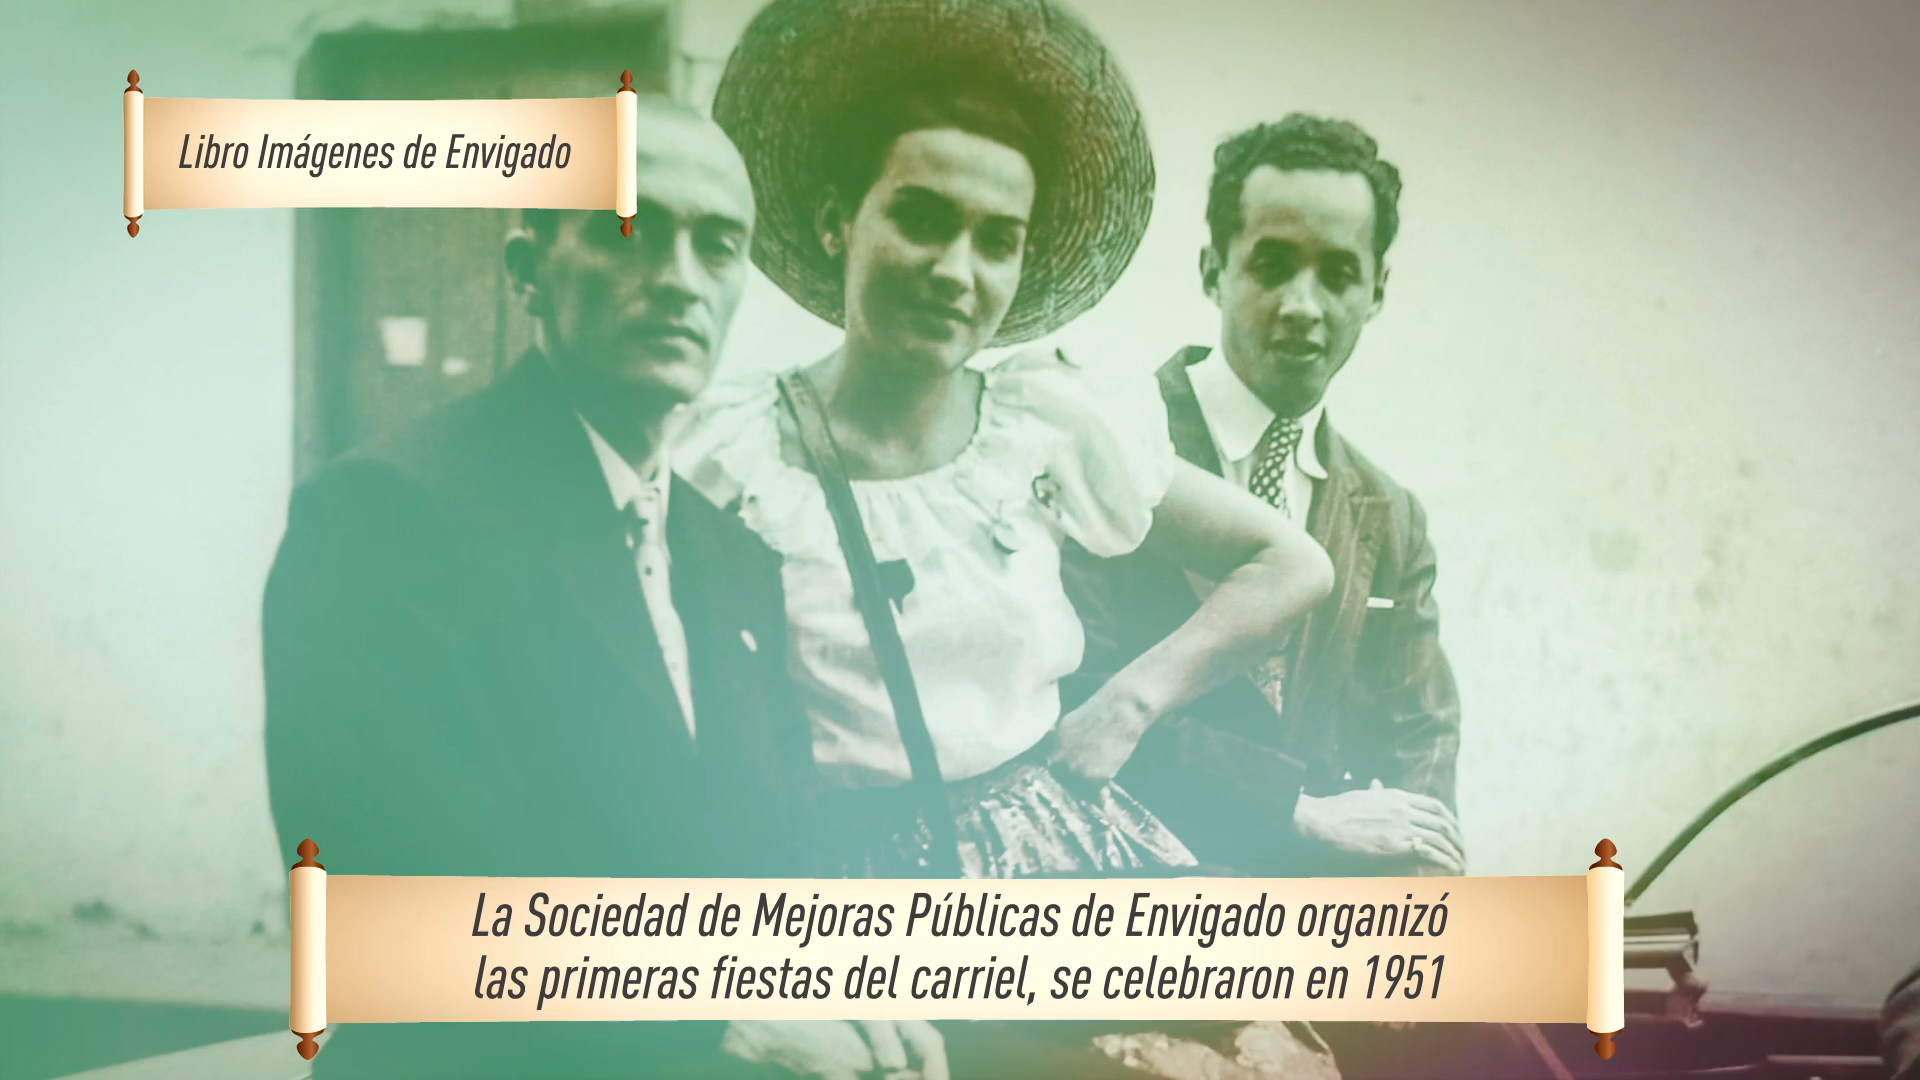 Libro Imágenes de Envigado
La Sociedad de Mejoras Públicas de Envigado organizó
las primeras fiestas del carriel, se celebraron en 1951